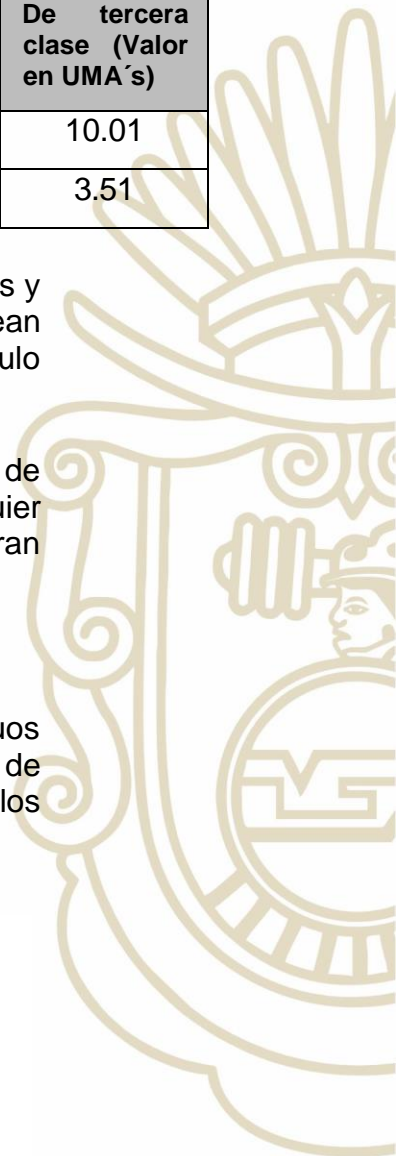 De tercera
clase (Valor
en UMA´s)
10.01
3.51
s y
ean
ulo
de
uier
ran
uos
de
los